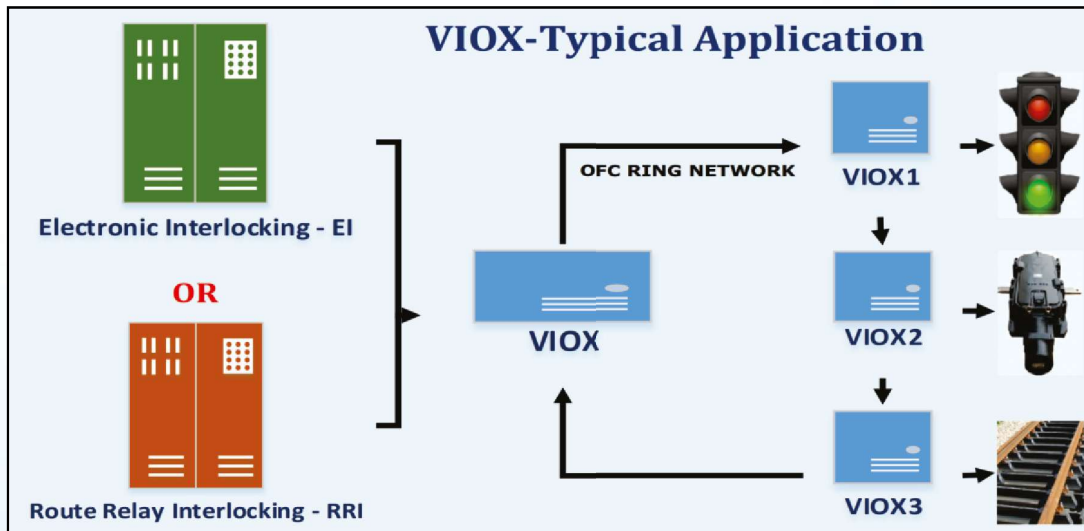 VIOX-Typical Application
Electronic Interlocking - EI
OR
Route Relay Interlocking - RRI
VIOX
OFC RING NETWORK
VIOX1
VIOX2
VIOX3